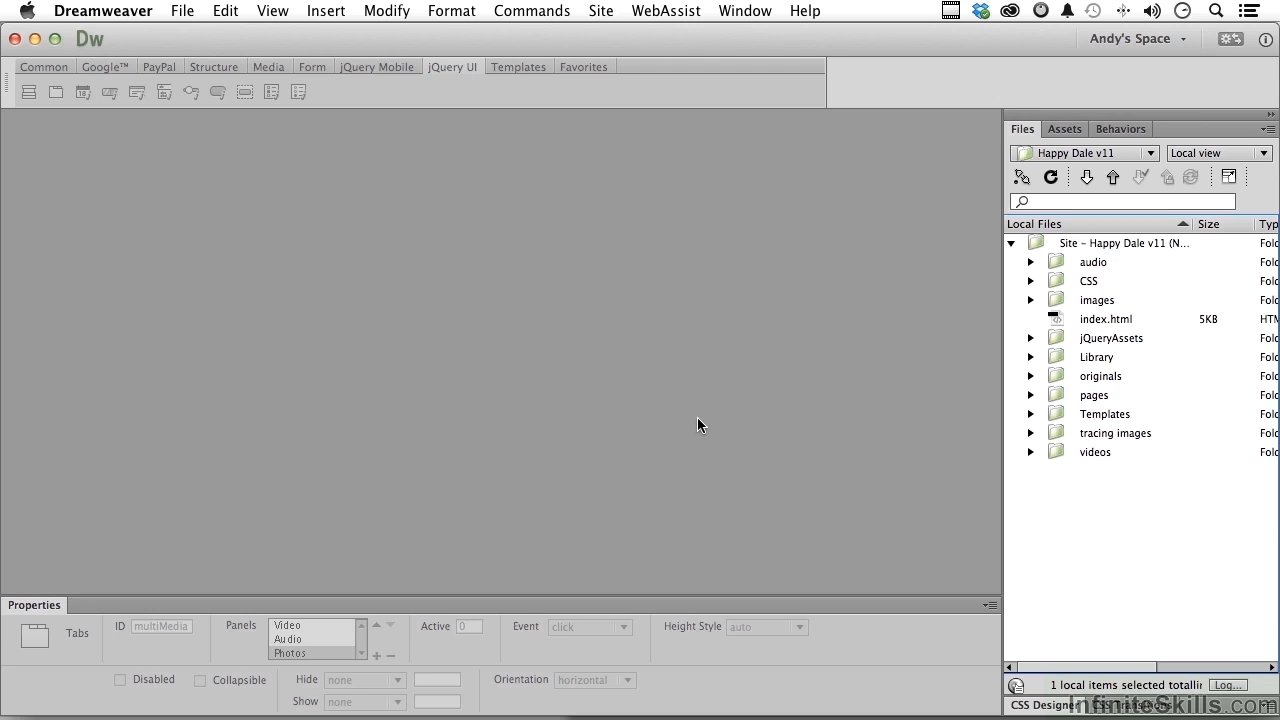 Dreamweaver File Edit View Insert Modify Format Commands Site WebAssist Window Help
Dw Andy's Space
Common Google™ PayPal Structure Media Form jQuery Mobile jQuery UI Templates Favorites
18
Files Assets Behaviors
Happy Dale v11 Local view
Local Files Size Typ
Site - Happy Dale v11 (N... Fold
audio Fold
CSS Fold
images Fold
index.html 5KB HTM
jQueryAssets Fold
Library Fold
originals Fold
pages Fold
Templates Fold
tracing images Fold
videos Fold
1 local items selected totallin Log...
CSS Designer CSS Transitions
Properties
Tabs ID multiMedia Panels Video Active 0 Event click Height Style auto
Audio
Photos
Disabled Collapsible Hide none Orientation horizontal
Show none
InfiniteSkills.com